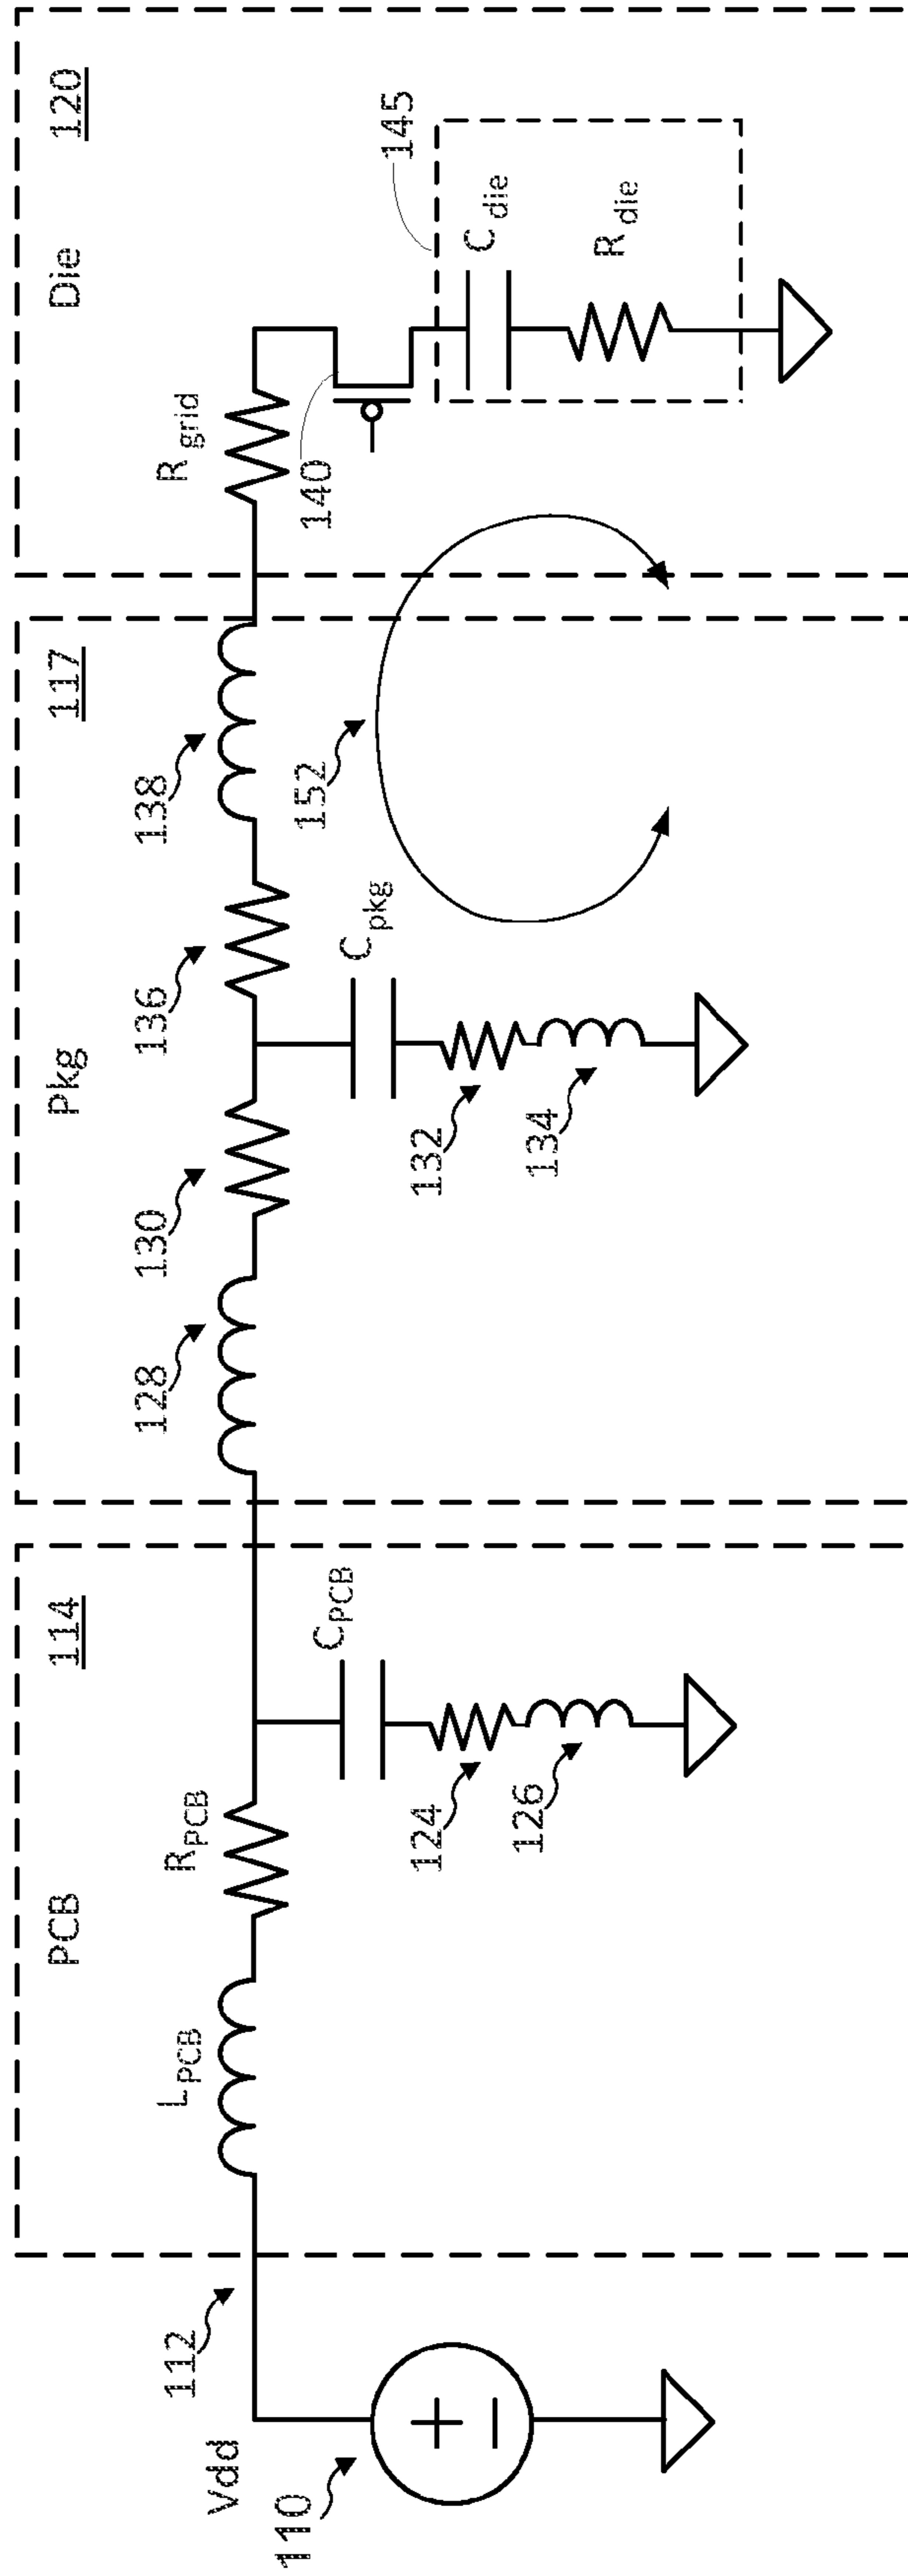 Vdd
110
112
PCB
114
L PCB
R PCB
C PCB
124
126
Pkg
117
128
130
C pkg
132
134
136
138
152
Die
120
R grid
140
145
C die
R die